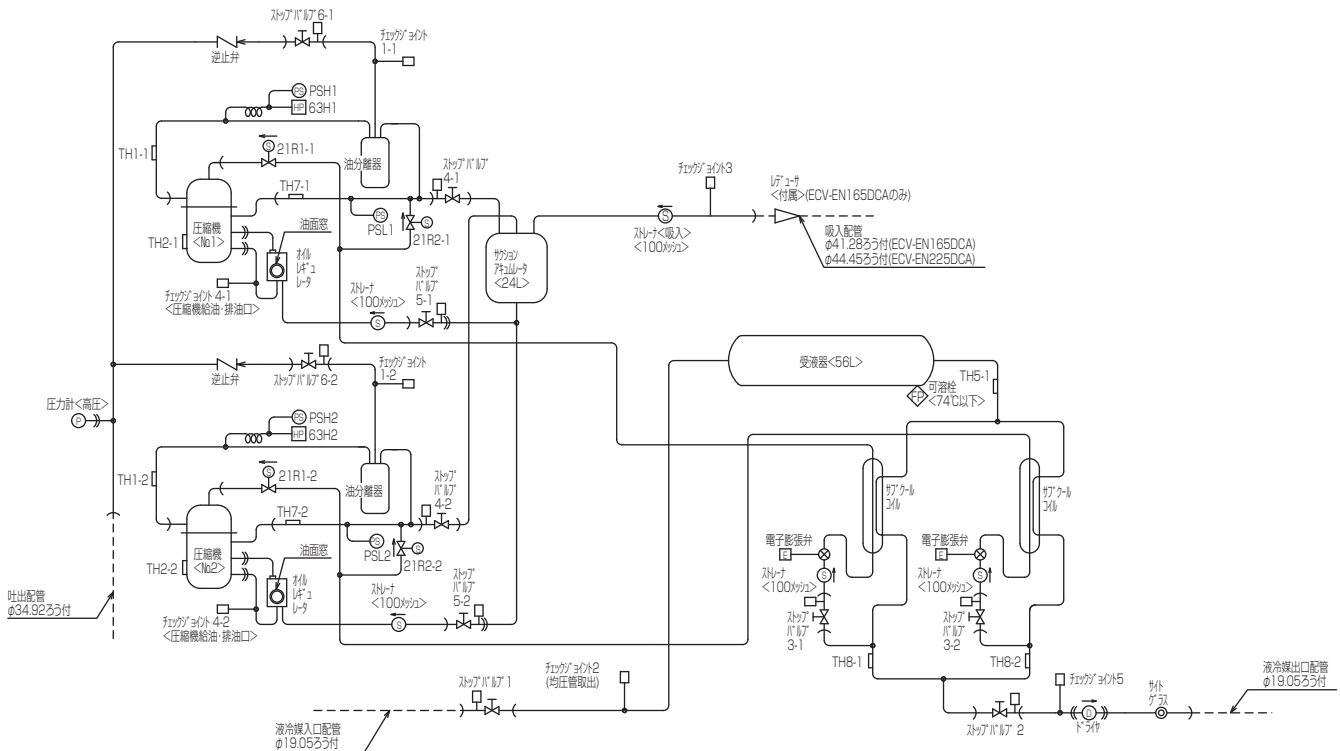 ストップバルブ6-1
逆止弁
チェックジョイント
1-1
PS
PSH1
HP
63H1
TH1-1
S
21R1-1
油分離器
ストップバルブ
4-1
TH7-1
圧縮機
<No1>
TH2-1
油面窓
PS
PSL1
S
21R2-1
オイル
レギュ
レータ
チェックジョイント 4-1
<圧縮機給油・排油口>
ストレーナ
<100メッシュ>
S
ストップ
バルブ
5-1
サクション
アキュムレータ
<24L>
チェックジョイント3
S
ストレーナ<吸入>
<100メッシュ>
レデューサ
<付属>(ECV-EN165DCAのみ)
吸入配管
φ41.28ろう付(ECV-EN165DCA)
φ44.45ろう付(ECV-EN225DCA)
受液器<56L>
FP
可溶栓
<74℃以下>
TH5-1
ストップバルブ6-2
逆止弁
チェックジョイント
1-2
圧力計<高圧>
P
PS
PSH2
HP
63H2
TH1-2
S
21R1-2
油分離器
ストップ
バルブ
4-2
TH7-2
圧縮機
<No2>
TH2-2
油面窓
PS
PSL2
S
21R2-2
オイル
レギュ
レータ
チェックジョイント 4-2
<圧縮機給油・排油口>
ストレーナ
<100メッシュ>
S
ストップ
バルブ
5-2
吐出配管
φ34.92ろう付
サブクール
コイル
サブクール
コイル
電子膨張弁
E
ストレーナ
<100メッシュ>
S
ストップ
バルブ
3-1
電子膨張弁
E
ストレーナ
<100メッシュ>
S
ストップ
バルブ
3-2
TH8-1
TH8-2
ストップバルブ1
チェックジョイント2
(均圧管取出)
液冷媒入口配管
φ19.05ろう付
ストップバルブ 2
チェックジョイント5
D
ドライヤ
サイト
グラス
液冷媒出口配管
φ19.05ろう付